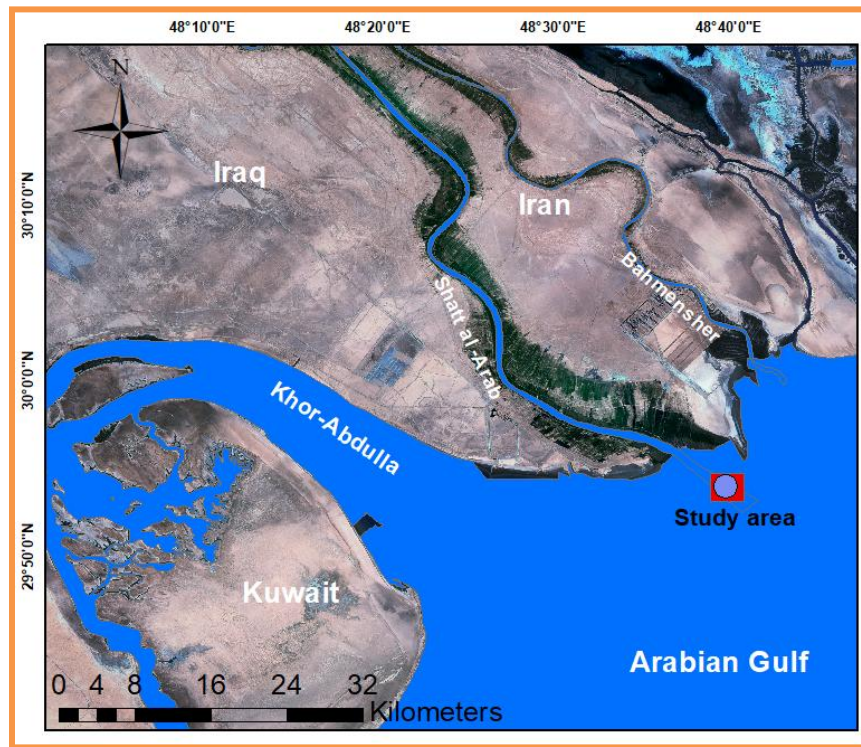 48°10'0"E
48°20'0"E
48°30'0"E
48°40'0"E
N
Iraq
Iran
30°10'0"N
Bahmensher
Shatt al-Arab
30°0'0"N
Khor-Abdulla
Study area
29°50'0"N
Kuwait
Arabian Gulf
0 4 8 16 24 32
Kilometers